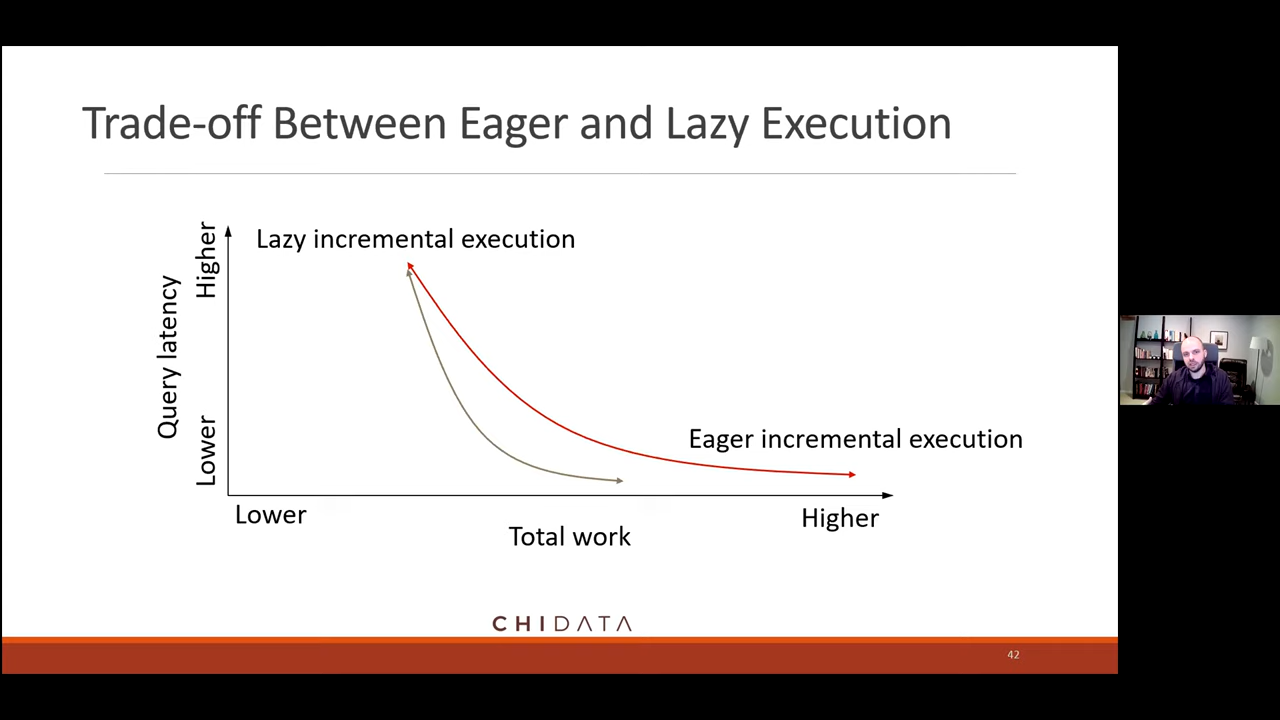 Trade-off Between Eager and Lazy Execution
Higher
Lazy incremental execution
Query latency
Lower
Eager incremental execution
Lower
Higher
Total work
CHIDATA
42